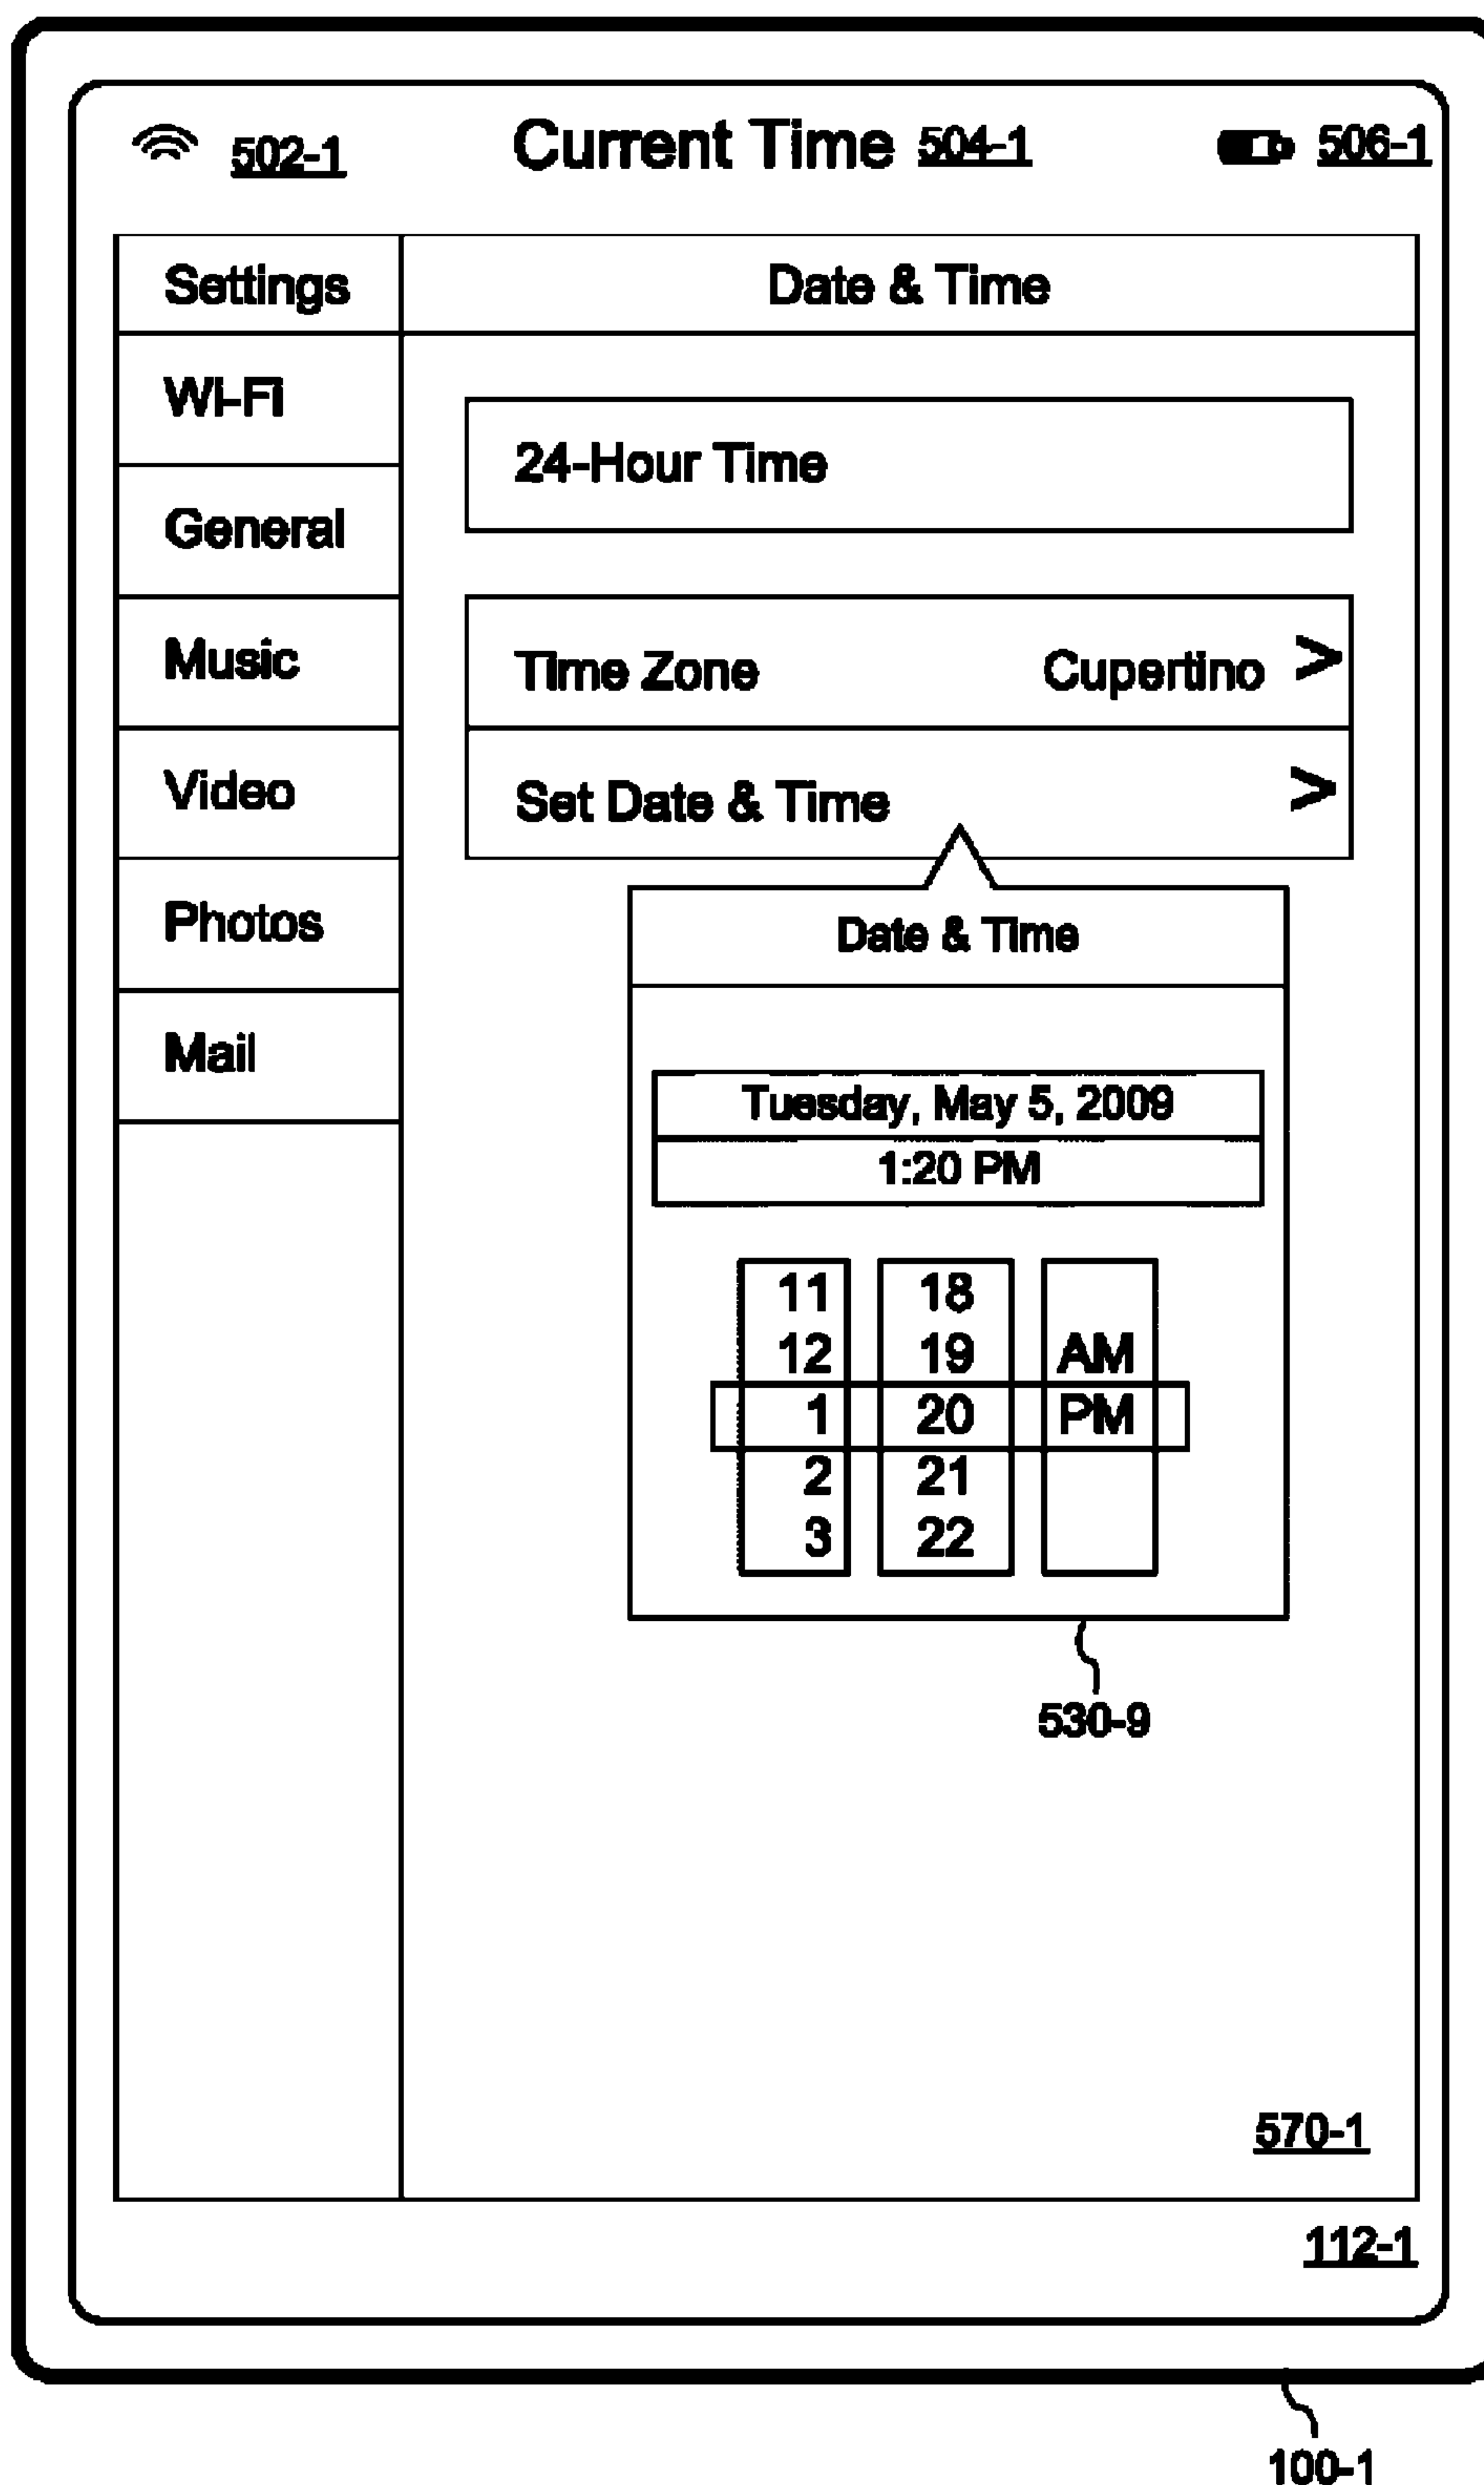 502-1 Current Time 504-1 506-1
Settings Date & Time
Wi-Fi
24-Hour Time
General
Music
Time Zone Cupertino >
Video
Set Date & Time >
Photos
Date & Time
Mail
Tuesday, May 5, 2009
1:20 PM
11 18
12 19 AM
1 20 PM
2 21
3 22
530-9
570-1
112-1
100-1